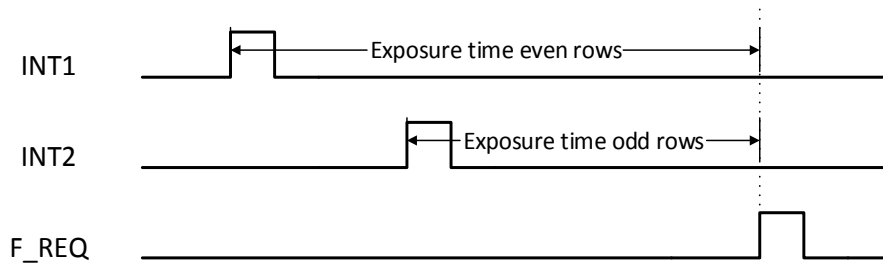 Exposure time even rows
INT1
Exposure time odd rows
INT2
F_REQ